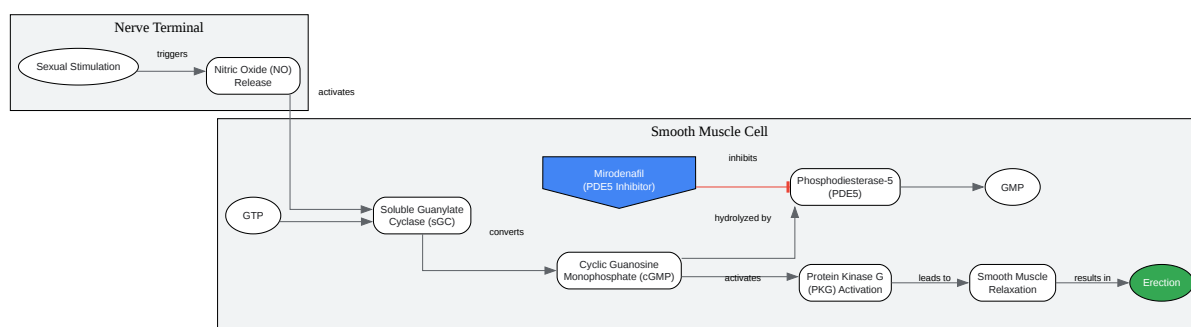 Nerve Terminal
Sexual Stimulation
triggers
Nitric Oxide (NO)
Release
activates
Smooth Muscle Cell
Mirodenafil
(PDE5 Inhibitor)
inhibits
Phosphodiesterase-5
(PDE5)
GMP
GTP
Soluble Guanylate
Cyclase (sGC)
converts
hydrolyzed by
Cyclic Guanosine
Monophosphate (cGMP)
activates
Protein Kinase G
(PKG) Activation
leads to
Smooth Muscle
Relaxation
results in
Erection